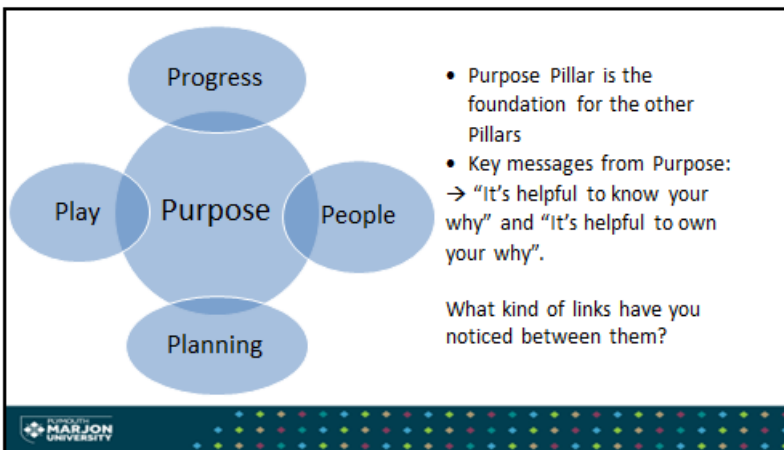 Progress
Play
Purpose
People
Planning
• Purpose Pillar is the
foundation for the other
Pillars
• Key messages from Purpose:
→ “It’s helpful to know your
why” and “It’s helpful to own
your why”.
What kind of links have you
noticed between them?
PLYMOUTH
MARJON
UNIVERSITY